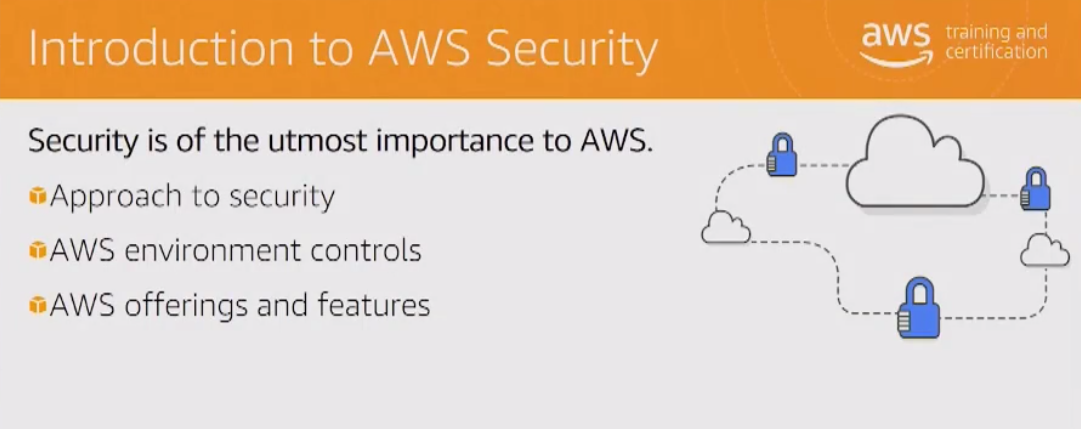 Introduction to AWS Security
aws training and
certification
Security is of the utmost importance to AWS.
Approach to security
AWS environment controls
AWS offerings and features